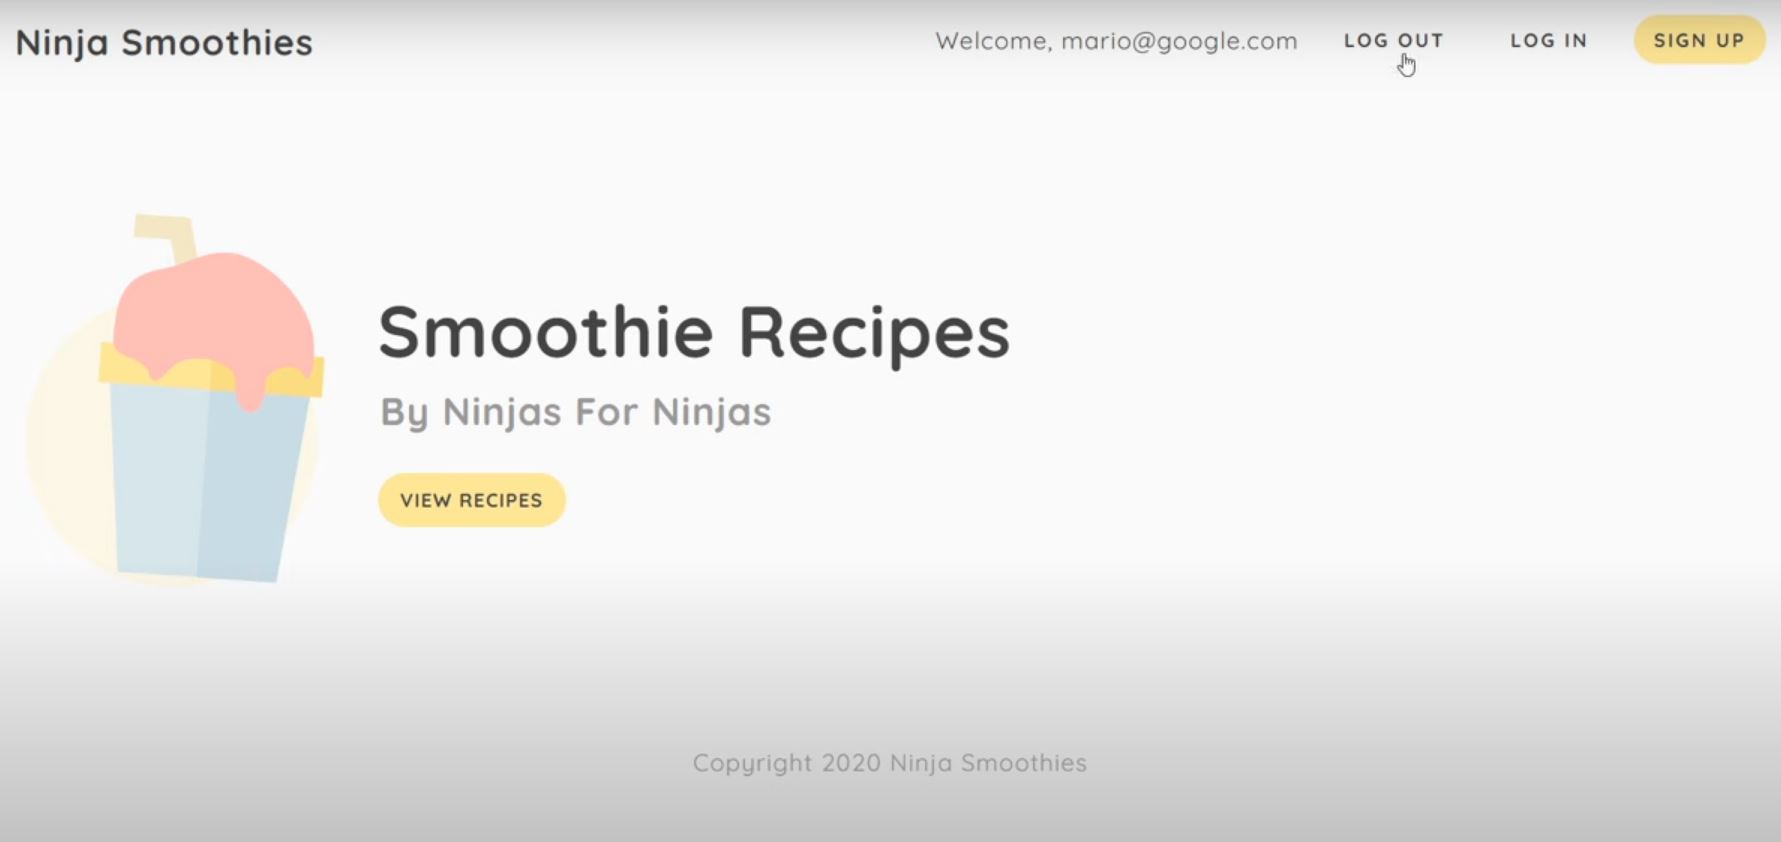 Ninja Smoothies
Welcome, mario@google.com LOG OUT LOG IN SIGN UP
Smoothie Recipes
By Ninjas For Ninjas
VIEW RECIPES
Copyright 2020 Ninja Smoothies